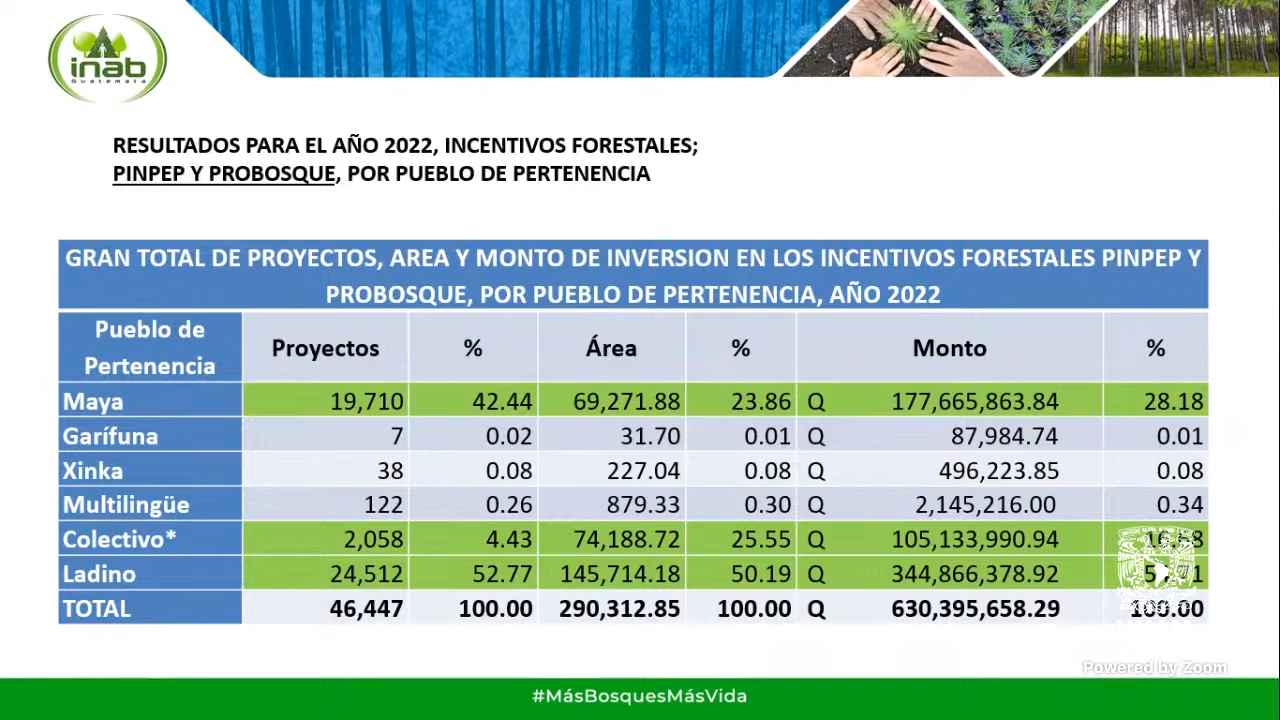 inab
Guatemala
RESULTADOS PARA EL AÑO 2022, INCENTIVOS FORESTALES;
PINPEP Y PROBOSQUE, POR PUEBLO DE PERTENENCIA
GRAN TOTAL DE PROYECTOS, AREA Y MONTO DE INVERSION EN LOS INCENTIVOS FORESTALES PINPEP Y
PROBOSQUE, POR PUEBLO DE PERTENENCIA, AÑO 2022
Pueblo de
Pertenencia
Proyectos % Área % Monto %
Maya 19,710 42.44 69,271.88 23.86 Q 177,665,863.84 28.18
Garífuna 7 0.02 31.70 0.01 Q 87,984.74 0.01
Xinka 38 0.08 227.04 0.08 Q 496,223.85 0.08
Multilingüe 122 0.26 879.33 0.30 Q 2,145,216.00 0.34
Colectivo* 2,058 4.43 74,188.72 25.55 Q 105,133,990.94
Ladino 24,512 52.77 145,714.18 50.19 Q 344,866,378.92
TOTAL 46,447 100.00 290,312.85 100.00 Q 630,395,658.29 100.00
Powered by Zoom
#MásBosquesMásVida